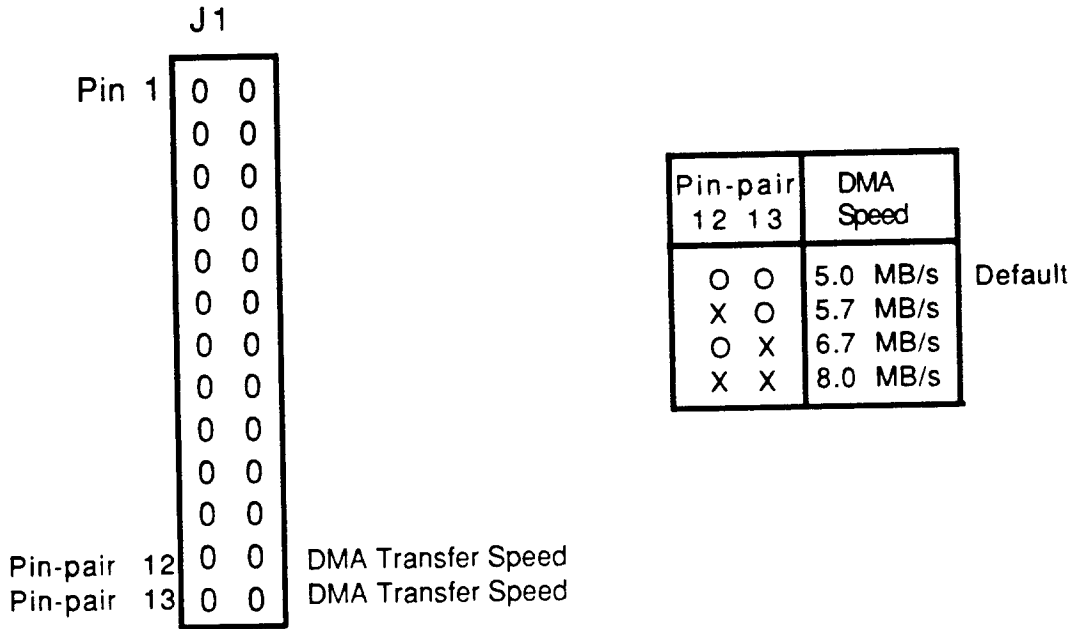 J1
Pin 1 0 0
0 0
0 0
0 0
0 0
0 0
0 0
0 0
0 0
0 0
0 0
Pin-pair 12 0 0 DMA Transfer Speed
Pin-pair 13 0 0 DMA Transfer Speed
Pin-pair DMA
12 13 Speed
O O 5.0 MB/s Default
X O 5.7 MB/s
O X 6.7 MB/s
X X 8.0 MB/s